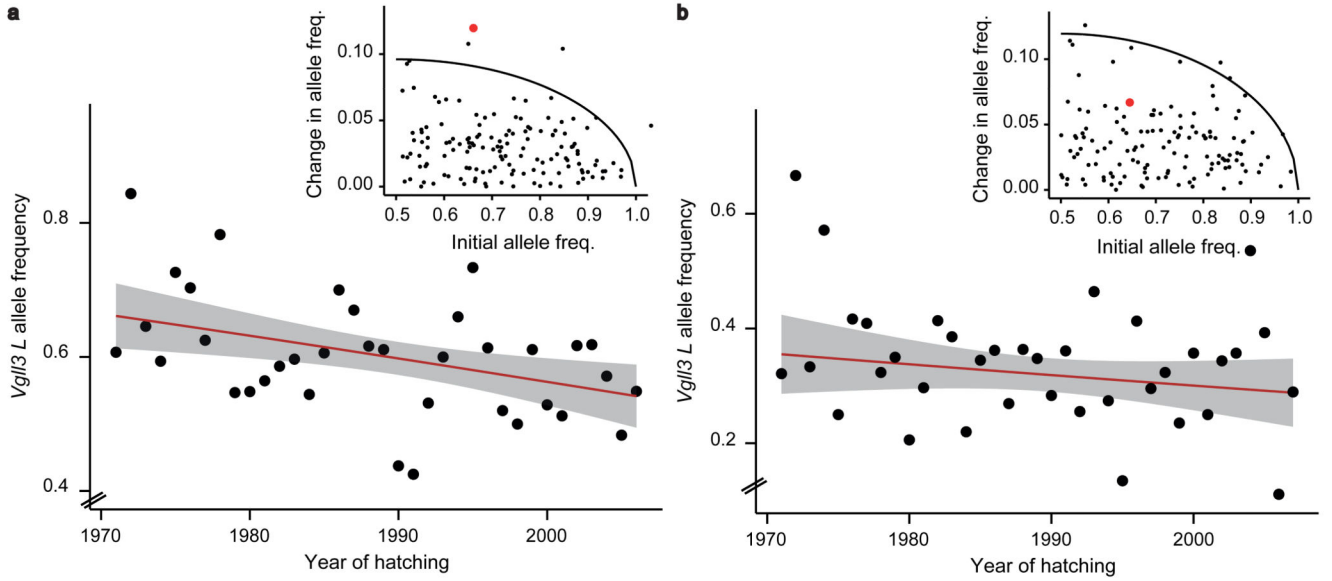 a
Change in allele freq.
0.10
0.05
0.00
0.5 0.6 0.7 0.8 0.9 1.0
Initial allele freq.
Vgll3 L allele frequency
0.8
0.6
0.4
1970 1980 1990 2000
Year of hatching
b
Change in allele freq.
0.10
0.05
0.00
0.5 0.6 0.7 0.8 0.9 1.0
Initial allele freq.
Vgll3 L allele frequency
0.6
0.4
0.2
1970 1980 1990 2000
Year of hatching